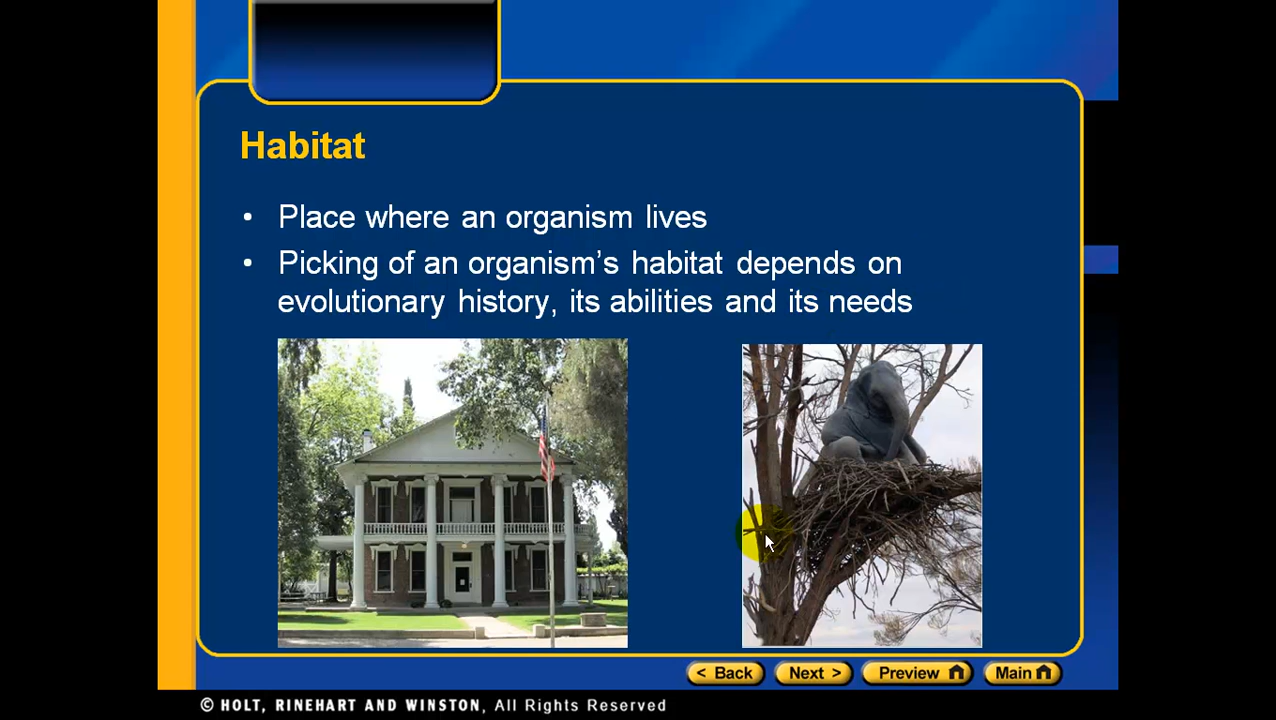 Habitat
• Place where an organism lives
• Picking of an organism's habitat depends on
evolutionary history, its abilities and its needs
< Back Next > Preview Main
© HOLT, RINEHART AND WINSTON, All Rights Reserved